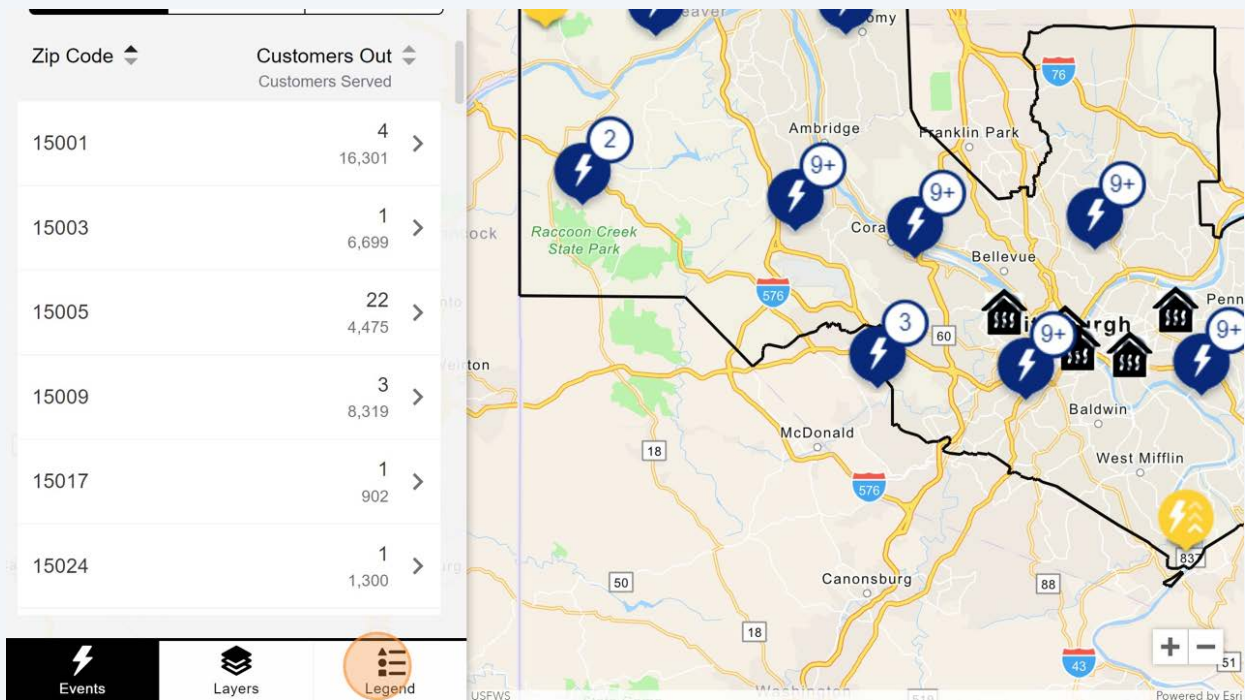 Zip Code
Customers Out
Customers Served
15001
4
16,301
15003
1
6,699
15005
22
4,475
15009
3
8,319
15017
1
902
15024
1
1,300
Events
Layers
Legend
76
Ambridge
Franklin Park
2
9+
9+
9+
Raccoon Creek
State Park
Bellevue
576
3
60
9+
9+
Baldwin
McDonald
West Mifflin
18
576
837
50
Canonsburg
88
18
43
51
Washington
USFWS
Powered by Esri